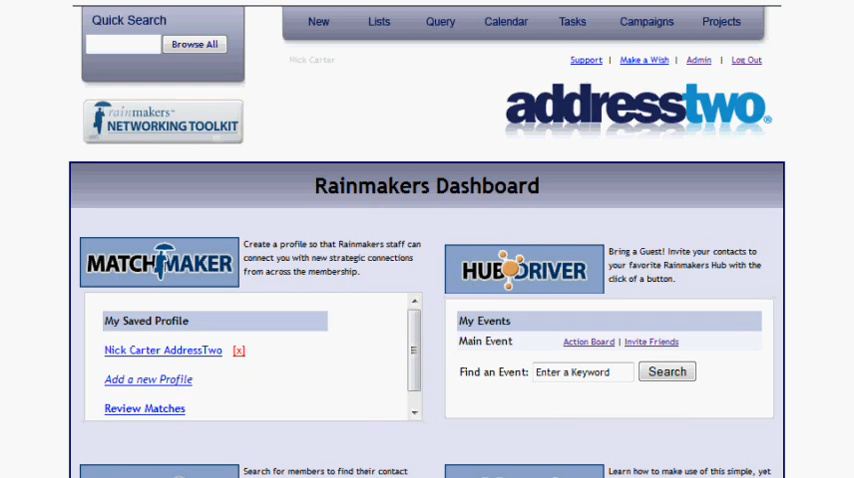 Quick Search
Browse All
New Lists Query Calendar Tasks Campaigns Projects
Nick Carter
Support | Make a Wish | Admin | Log Out
rainmakers™
NETWORKING TOOLKIT
addresstwo®
Rainmakers Dashboard
MATCHMAKER
Create a profile so that Rainmakers staff can
connect you with new strategic connections
from across the membership.
My Saved Profile
Nick Carter AddressTwo [x]
Add a new Profile
Review Matches
HUB DRIVER
Bring a Guest! Invite your contacts to
your favorite Rainmakers Hub with the
click of a button.
My Events
Main Event Action Board | Invite Friends
Find an Event: Enter a Keyword Search
Search for members to find their contact
Learn how to make use of this simple, yet